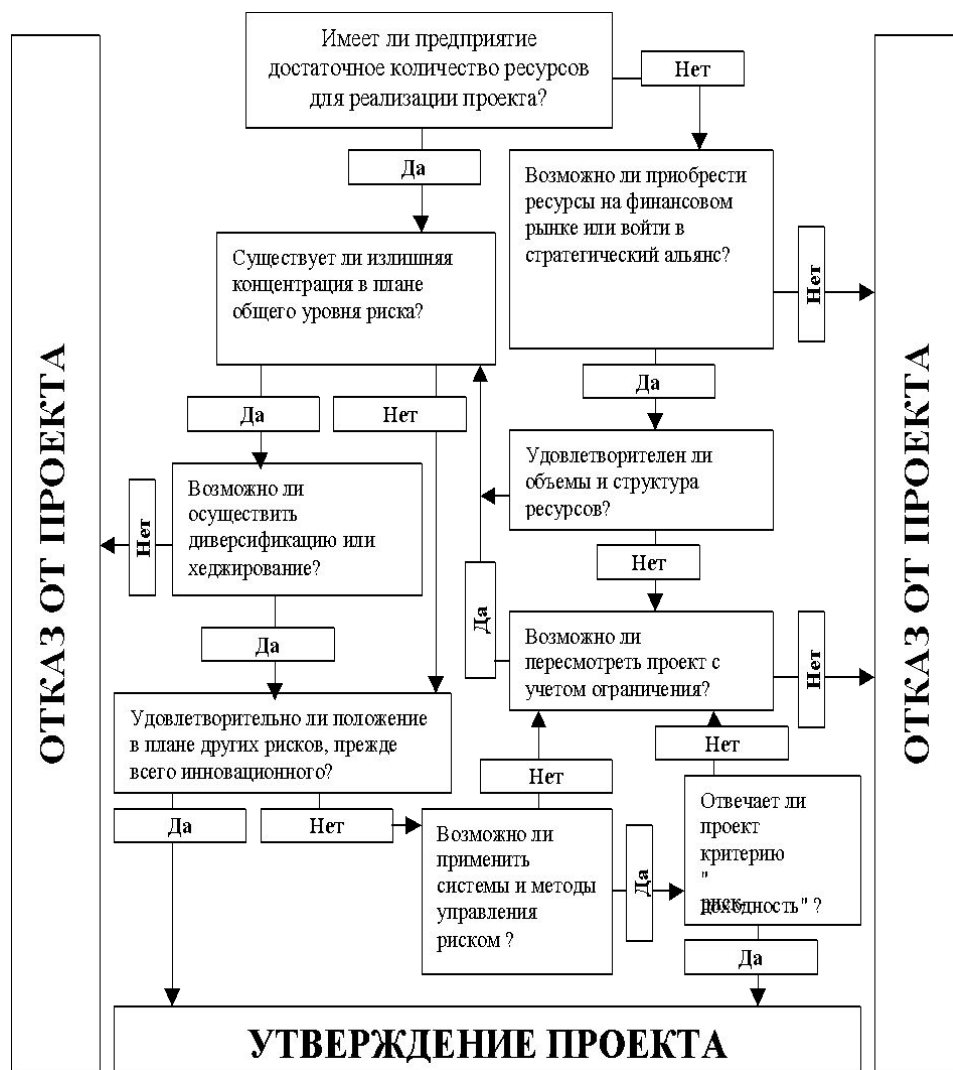 Имеет ли предприятие
достаточное количество ресурсов
для реализации проекта?
Нет
Да
Возможно ли приобрести
ресурсы на финансовом
рынке или войти в
стратегический альянс?
Нет
Существует ли излишняя
концентрация в плане
общего уровня риска?
Да
Да
Нет
Удовлетворителен ли
объемы и структура
ресурсов?
Возможно ли
осуществить
диверсификацию или
хеджирование?
Нет
Нет
Да
Да
Возможно ли
пересмотреть проект с
учетом ограничения?
Нет
Удовлетворительно ли положение
в плане других рисков, прежде
всего инновационного?
Нет
Нет
Да
Нет
Возможно ли
применить
системы и методы
управления
риском ?
Да
Отвечает ли
проект
критерию
"
риск-
доходность" ?
Да
ОТКАЗ ОТ ПРОЕКТА
ОТКАЗ ОТ ПРОЕКТА
УТВЕРЖДЕНИЕ ПРОЕКТА